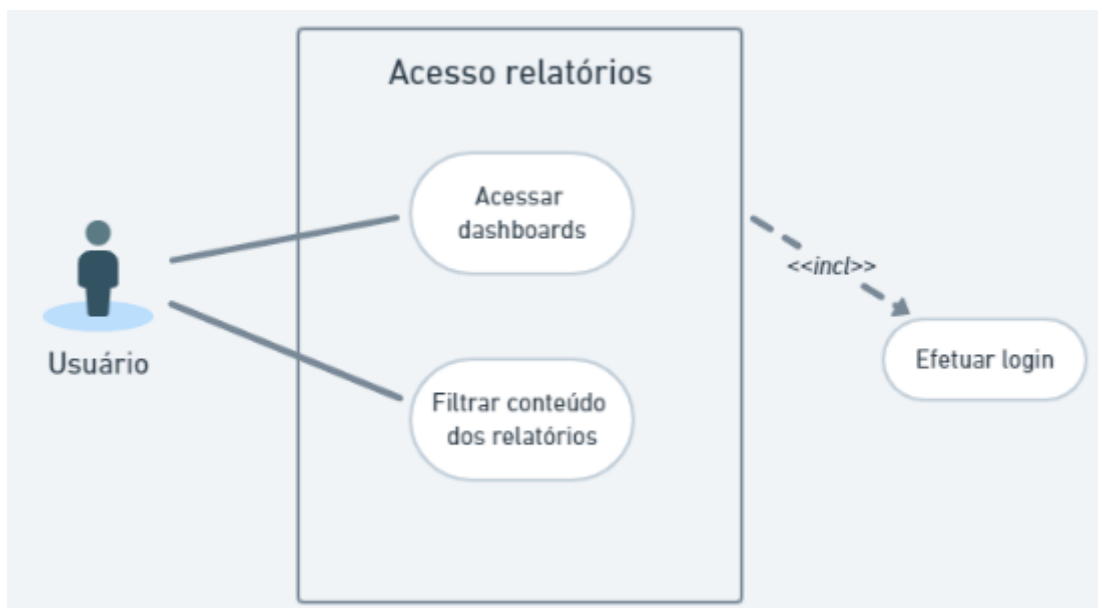 Acesso relatórios
Acessar
dashboards
<<incl>>
Efetuar login
Usuário
Filtrar conteúdo
dos relatórios